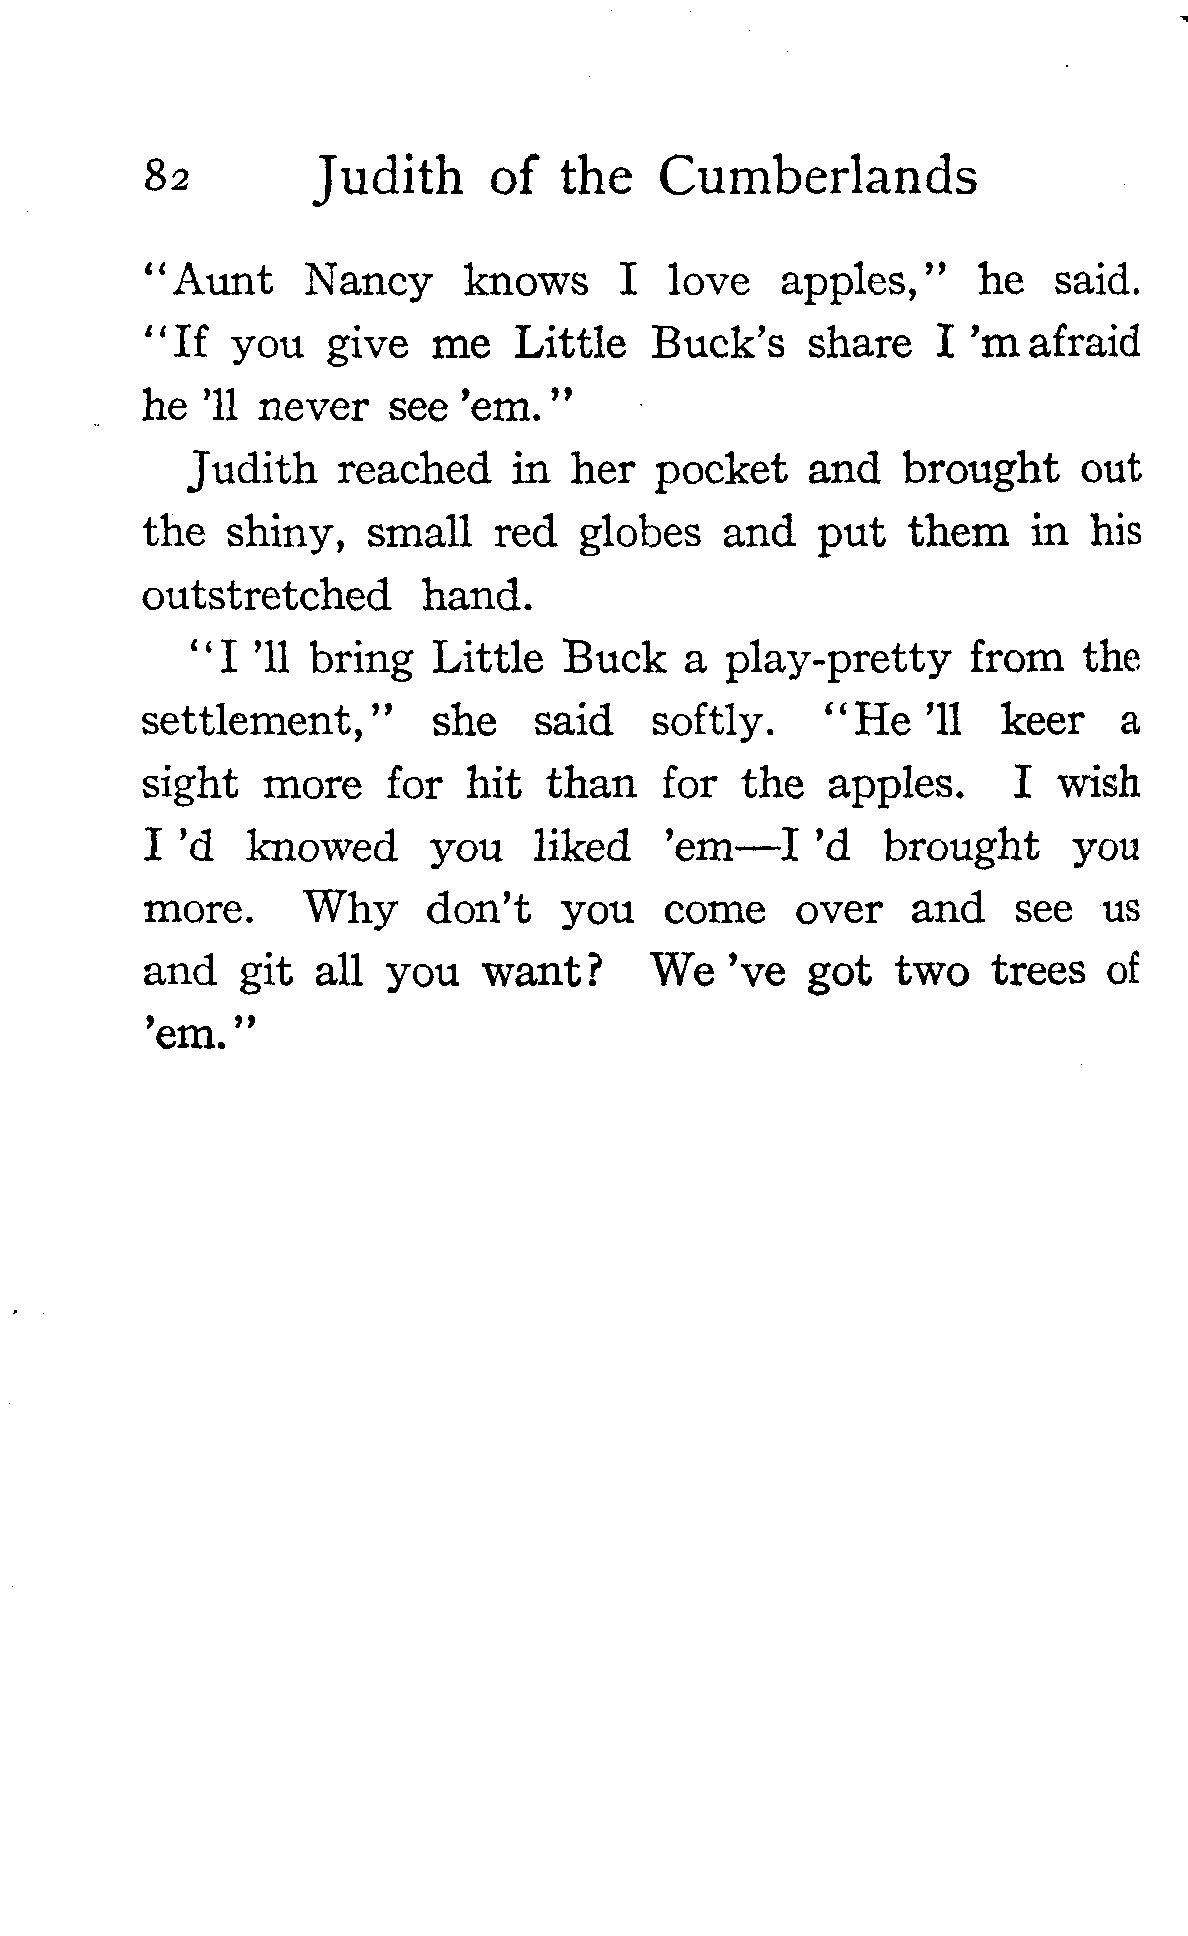 82 Judith of the Cumberlands
"Aunt Nancy knows I love apples," he said.
"If you give me Little Buck's share I 'm afraid
he 'll never see 'em."
Judith reached in her pocket and brought out
the shiny, small red globes and put them in his
outstretched hand.
"I 'll bring Little Buck a play-pretty from the
settlement," she said softly. "He 'll keer a
sight more for hit than for the apples. I wish
I 'd knowed you liked 'em—I 'd brought you
more. Why don't you come over and see us
and git all you want? We 've got two trees of
'em."